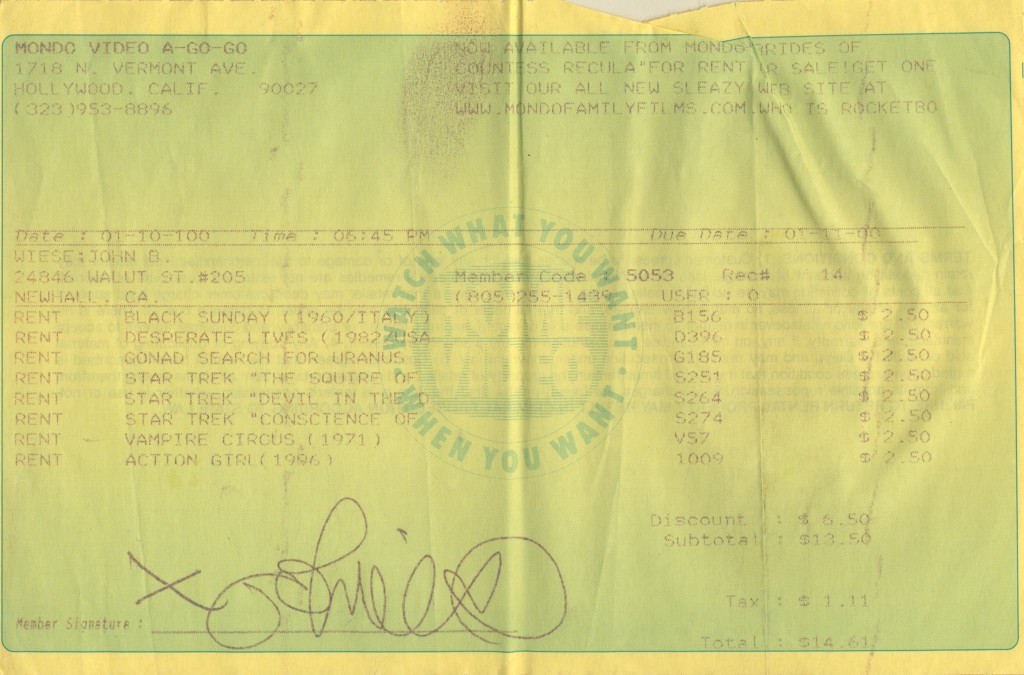 MONDO VIDEO A-GO-GO
1718 N. VERMONT AVE.
HOLLYWOOD. CALIF. 90027
(323)953-8896
NOW AVAILABLE FROM MONDO BRIDES OF
COUNTESS RECULA"FOR RENT OR SALE!GET ONE
VISIT OUR ALL NEW SLEAZY WEB SITE AT
WWW.MONDOFAMILYFILMS.COM.WHO IS ROCKETBO
Date : 01-10-100 Time : 06:45 PM Due Date : 01-11-00
WIESE;JOHN B.
24846 WALUT ST.#205 Member Code : 5053 Rec# 14
NEWHALL. CA. (805)255-1439 USER : 0
RENT BLACK SUNDAY (1960/ITALY) B156 $ 2.50
RENT DESPERATE LIVES (1982/USA D396 $ 2.50
RENT GONAD SEARCH FOR URANUS G185 $ 2.50
RENT STAR TREK "THE SQUIRE OF S251 $ 2.50
RENT STAR TREK "DEVIL IN THE D S264 $ 2.50
RENT STAR TREK "CONSCIENCE OF S274 $ 2.50
RENT VAMPIRE CIRCUS (1971) V57 $ 2.50
RENT ACTION GIRL(1996) 1009 $ 2.50
WATCH WHAT YOU WANT
HOME
VIDEO
WHEN YOU WANT
Discount : $ 6.50
Subtotal : $13.50
Tax : $ 1.11
Member Signature : X
Total : $14.61